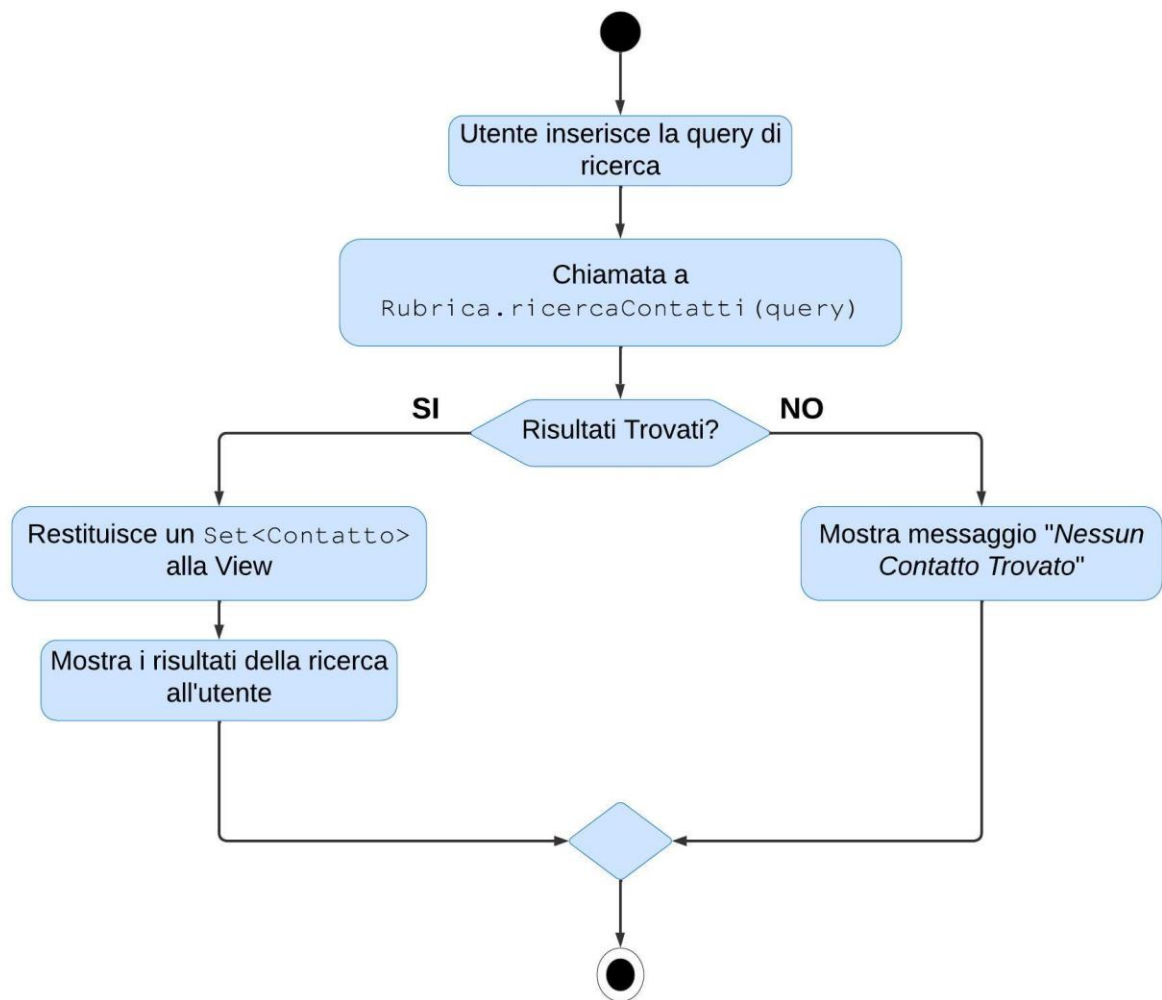 Utente inserisce la query di
ricerca
Chiamata a
Rubrica.ricercaContatti(query)
SI
NO
Risultati Trovati?
Restituisce un Set<Contatto>
alla View
Mostra messaggio "Nessun
Contatto Trovato"
Mostra i risultati della ricerca
all'utente